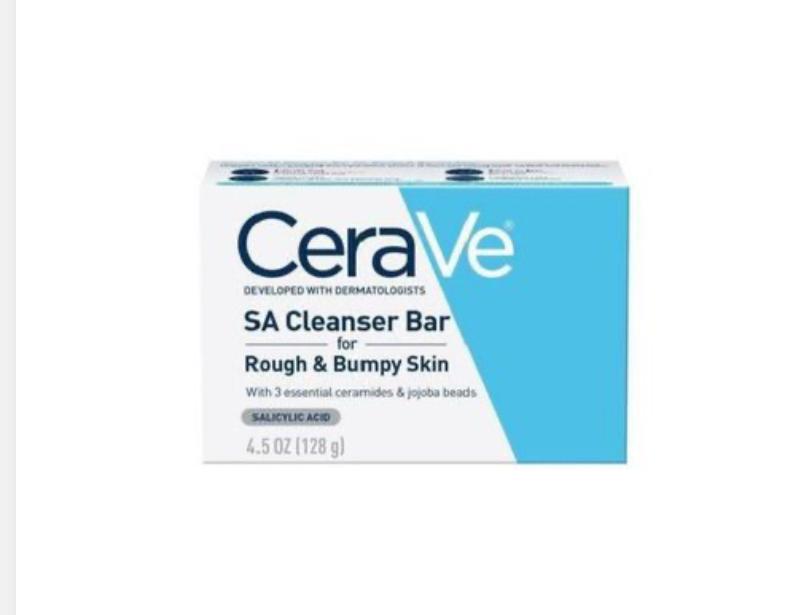 CeraVe®
DEVELOPED WITH DERMATOLOGISTS
SA Cleanser Bar
for
Rough & Bumpy Skin
With 3 essential ceramides & jojoba beads
SALICYLIC ACID
4.5 OZ (128 g)